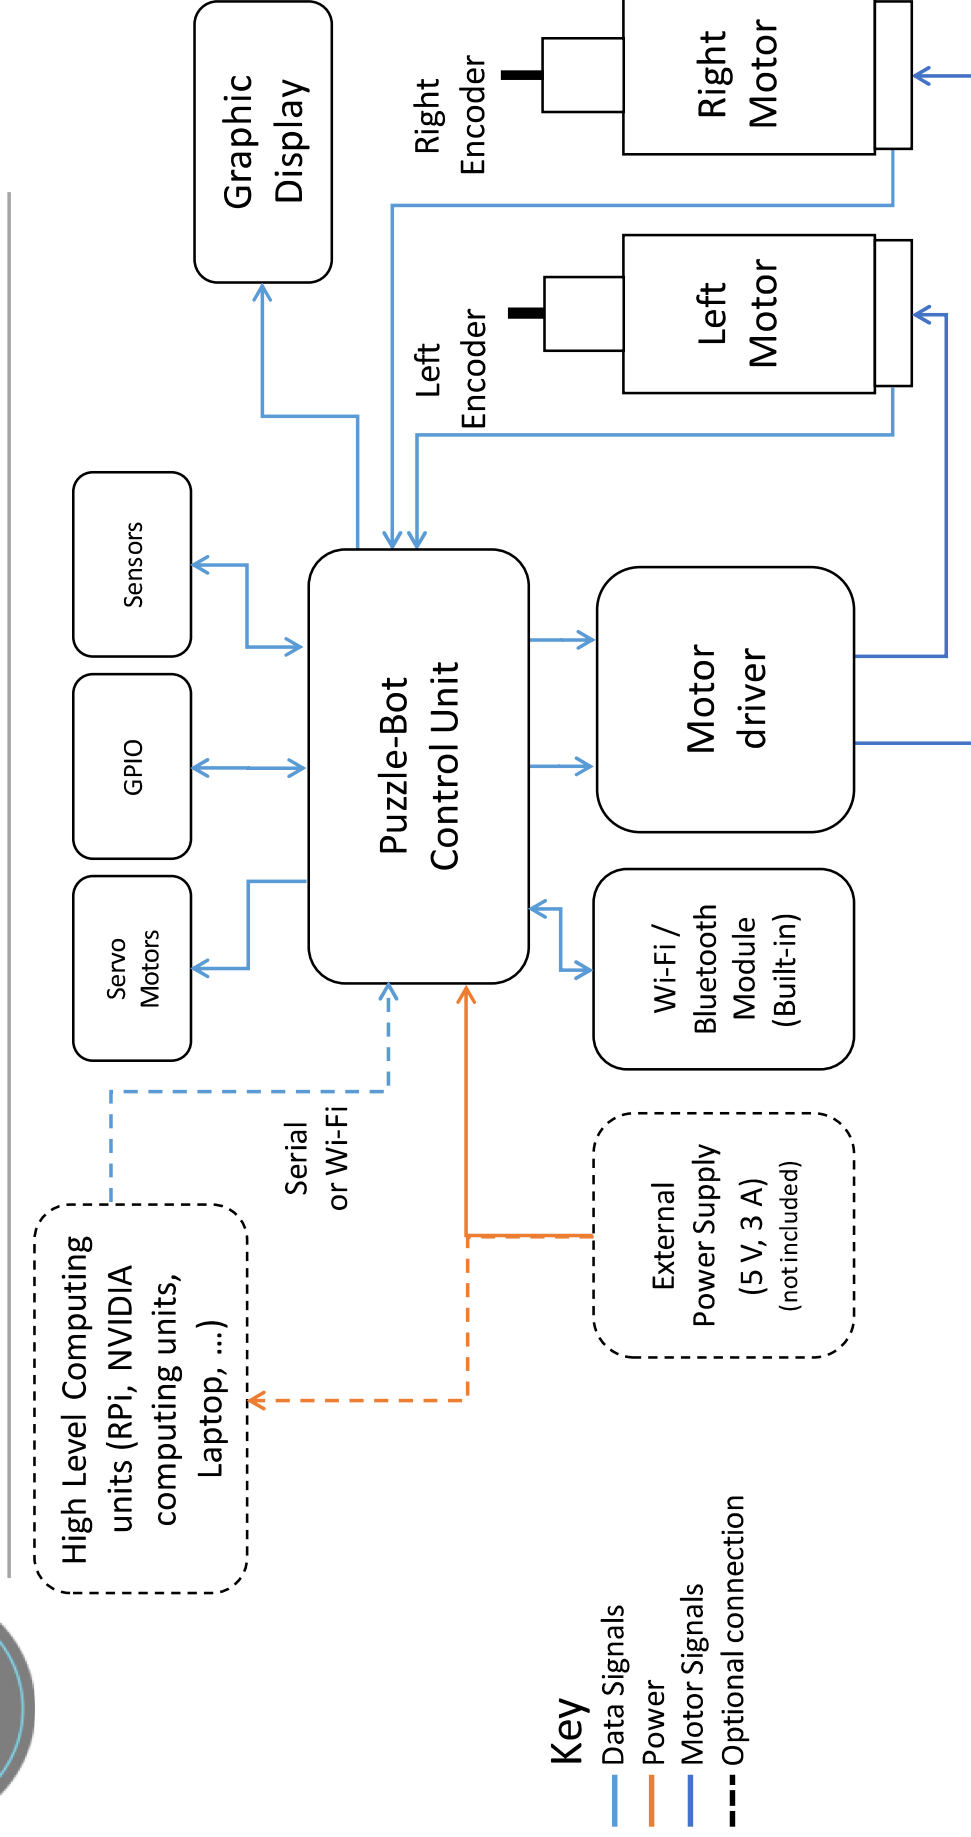 High Level Computing
units (RPi, NVIDIA
computing units,
Laptop, ...)
Servo
Motors
GPIO
Sensors
Graphic
Display
Serial
or Wi-Fi
Puzzle-Bot
Control Unit
Left
Encoder
Right
Encoder
External
Power Supply
(5 V, 3 A)
(not included)
Wi-Fi /
Bluetooth
Module
(Built-in)
Motor
driver
Left
Motor
Right
Motor
Key
Data Signals
Power
Motor Signals
Optional connection